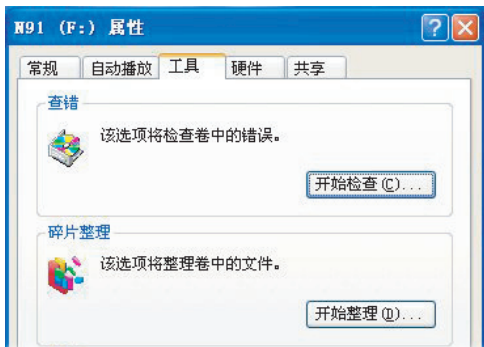 N91 (F:) 属性
常规 自动播放 工具 硬件 共享
查错
该选项将检查卷中的错误。
开始检查(C)...
碎片整理
该选项将整理卷中的文件。
开始整理(D)...